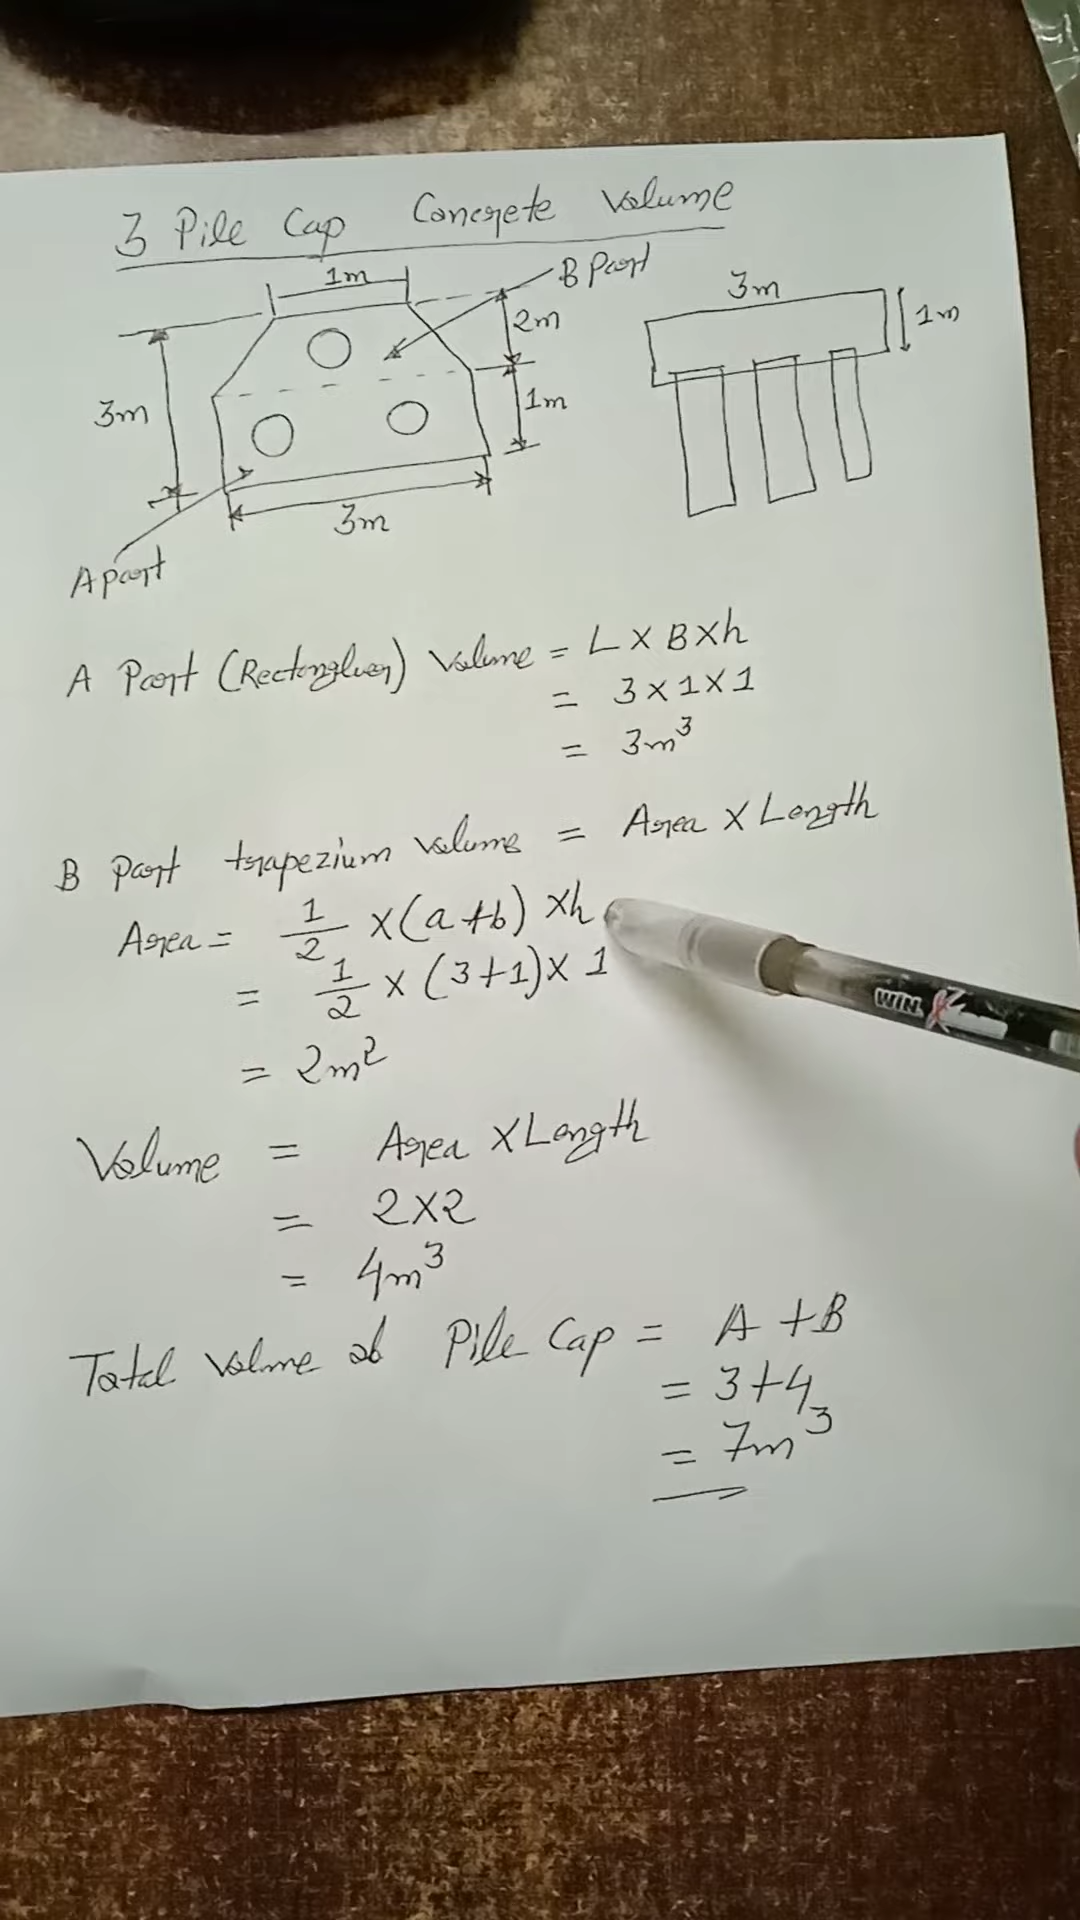 3 Pile Cap Concrete Volume
1m
B Part
2m
3m
1m
3m
1m
3m
A part
A Part (Rectangluer) Volume = L X B X h
= 3 X 1 X 1
= 3m³
B Part trapezium Volume = Area X Length
Area = 1/2 X (a+b) X h
= 1/2 X (3+1) X 1
= 2m²
Volume = Area X Length
= 2X2
= 4m³
Total Volme of Pile Cap = A + B
= 3+4
= 7m³
WIN